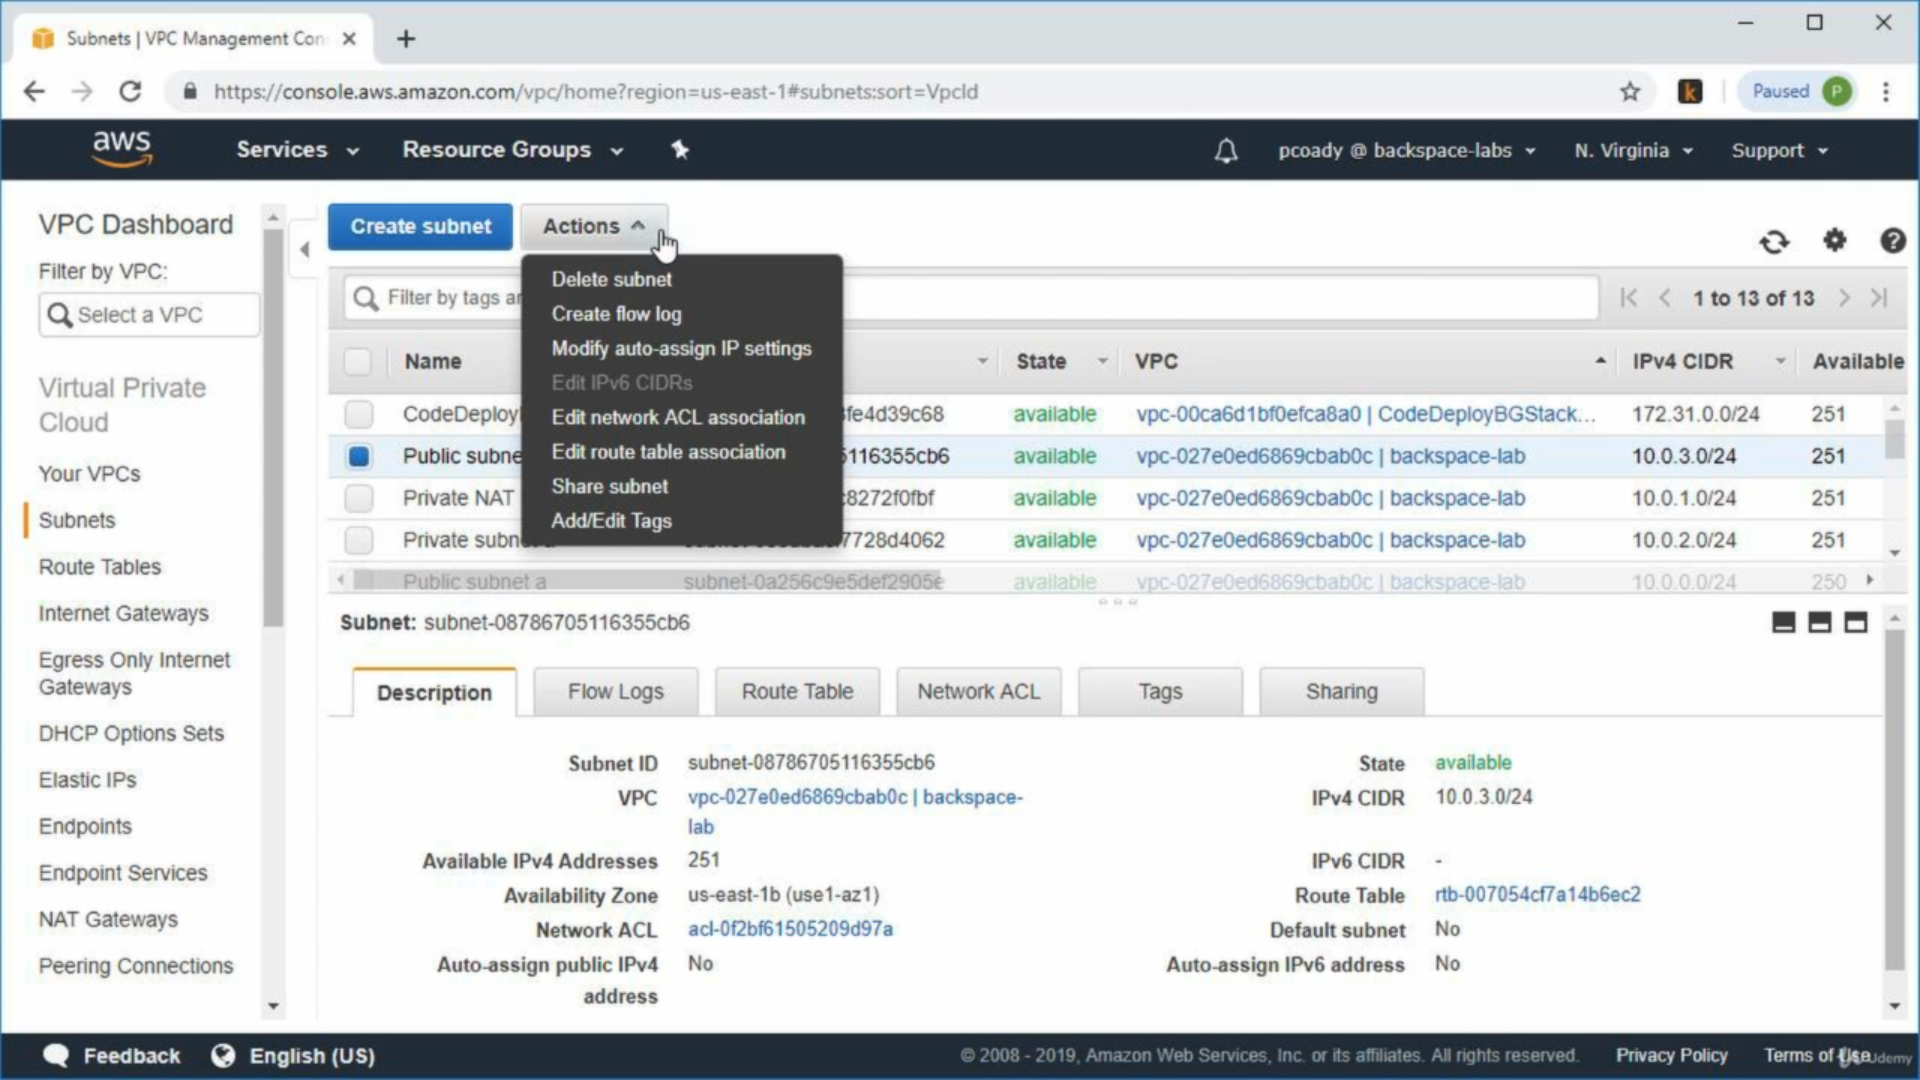 Subnets | VPC Management Con
https://console.aws.amazon.com/vpc/home?region=us-east-1#subnets:sort=VpcId
k
Paused P
aws Services Resource Groups pcoady @ backspace-labs N. Virginia Support
VPC Dashboard
Filter by VPC:
Select a VPC
Virtual Private
Cloud
Your VPCs
Subnets
Route Tables
Internet Gateways
Egress Only Internet
Gateways
DHCP Options Sets
Elastic IPs
Endpoints
Endpoint Services
NAT Gateways
Peering Connections
Create subnet Actions
Delete subnet
Create flow log
Modify auto-assign IP settings
Edit IPv6 CIDRs
Edit network ACL association
Edit route table association
Share subnet
Add/Edit Tags
Filter by tags 1 to 13 of 13
Name State VPC IPv4 CIDR Available
CodeDeploy fe4d39c68 available vpc-00ca6d1bf0efca8a0 | CodeDeployBGStack... 172.31.0.0/24 251
Public subne 5116355cb6 available vpc-027e0ed6869cbab0c | backspace-lab 10.0.3.0/24 251
Private NAT c8272f0fbf available vpc-027e0ed6869cbab0c | backspace-lab 10.0.1.0/24 251
Private subn 7728d4062 available vpc-027e0ed6869cbab0c | backspace-lab 10.0.2.0/24 251
Public subnet a subnet-0a256c9e5def2905e available vpc-027e0ed6869cbab0c | backspace-lab 10.0.0.0/24 250
Subnet: subnet-08786705116355cb6
Description Flow Logs Route Table Network ACL Tags Sharing
Subnet ID subnet-08786705116355cb6 State available
VPC vpc-027e0ed6869cbab0c | backspace- IPv4 CIDR 10.0.3.0/24
lab
Available IPv4 Addresses 251 IPv6 CIDR -
Availability Zone us-east-1b (use1-az1) Route Table rtb-007054cf7a14b6ec2
Network ACL acl-0f2bf61505209d97a Default subnet No
Auto-assign public IPv4 No Auto-assign IPv6 address No
address
Feedback English (US) © 2008 - 2019, Amazon Web Services, Inc. or its affiliates. All rights reserved. Privacy Policy Terms of Use
Udemy